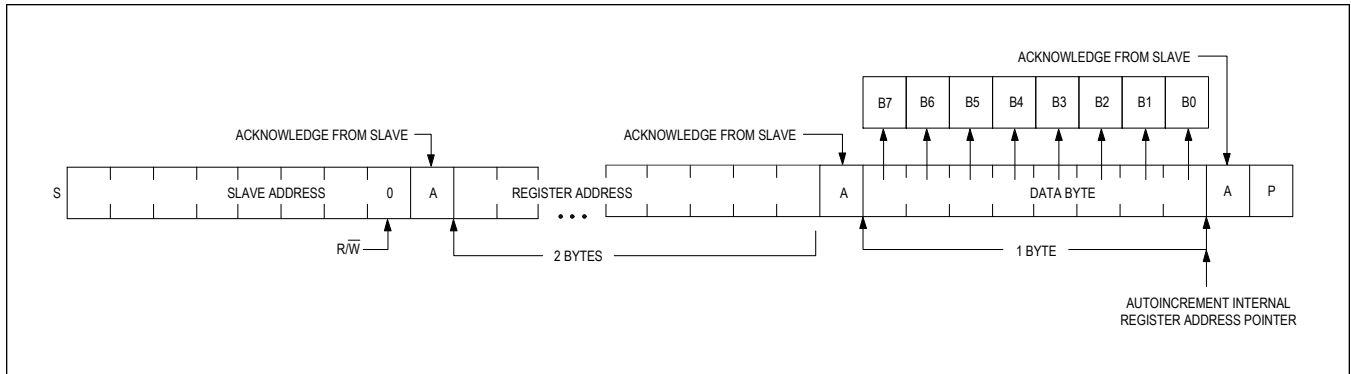 ACKNOWLEDGE FROM SLAVE
B7 B6 B5 B4 B3 B2 B1 B0
ACKNOWLEDGE FROM SLAVE ACKNOWLEDGE FROM SLAVE
S SLAVE ADDRESS 0 A REGISTER ADDRESS A DATA BYTE A P
• • •
R/W̅
2 BYTES 1 BYTE
AUTOINCREMENT INTERNAL
REGISTER ADDRESS POINTER